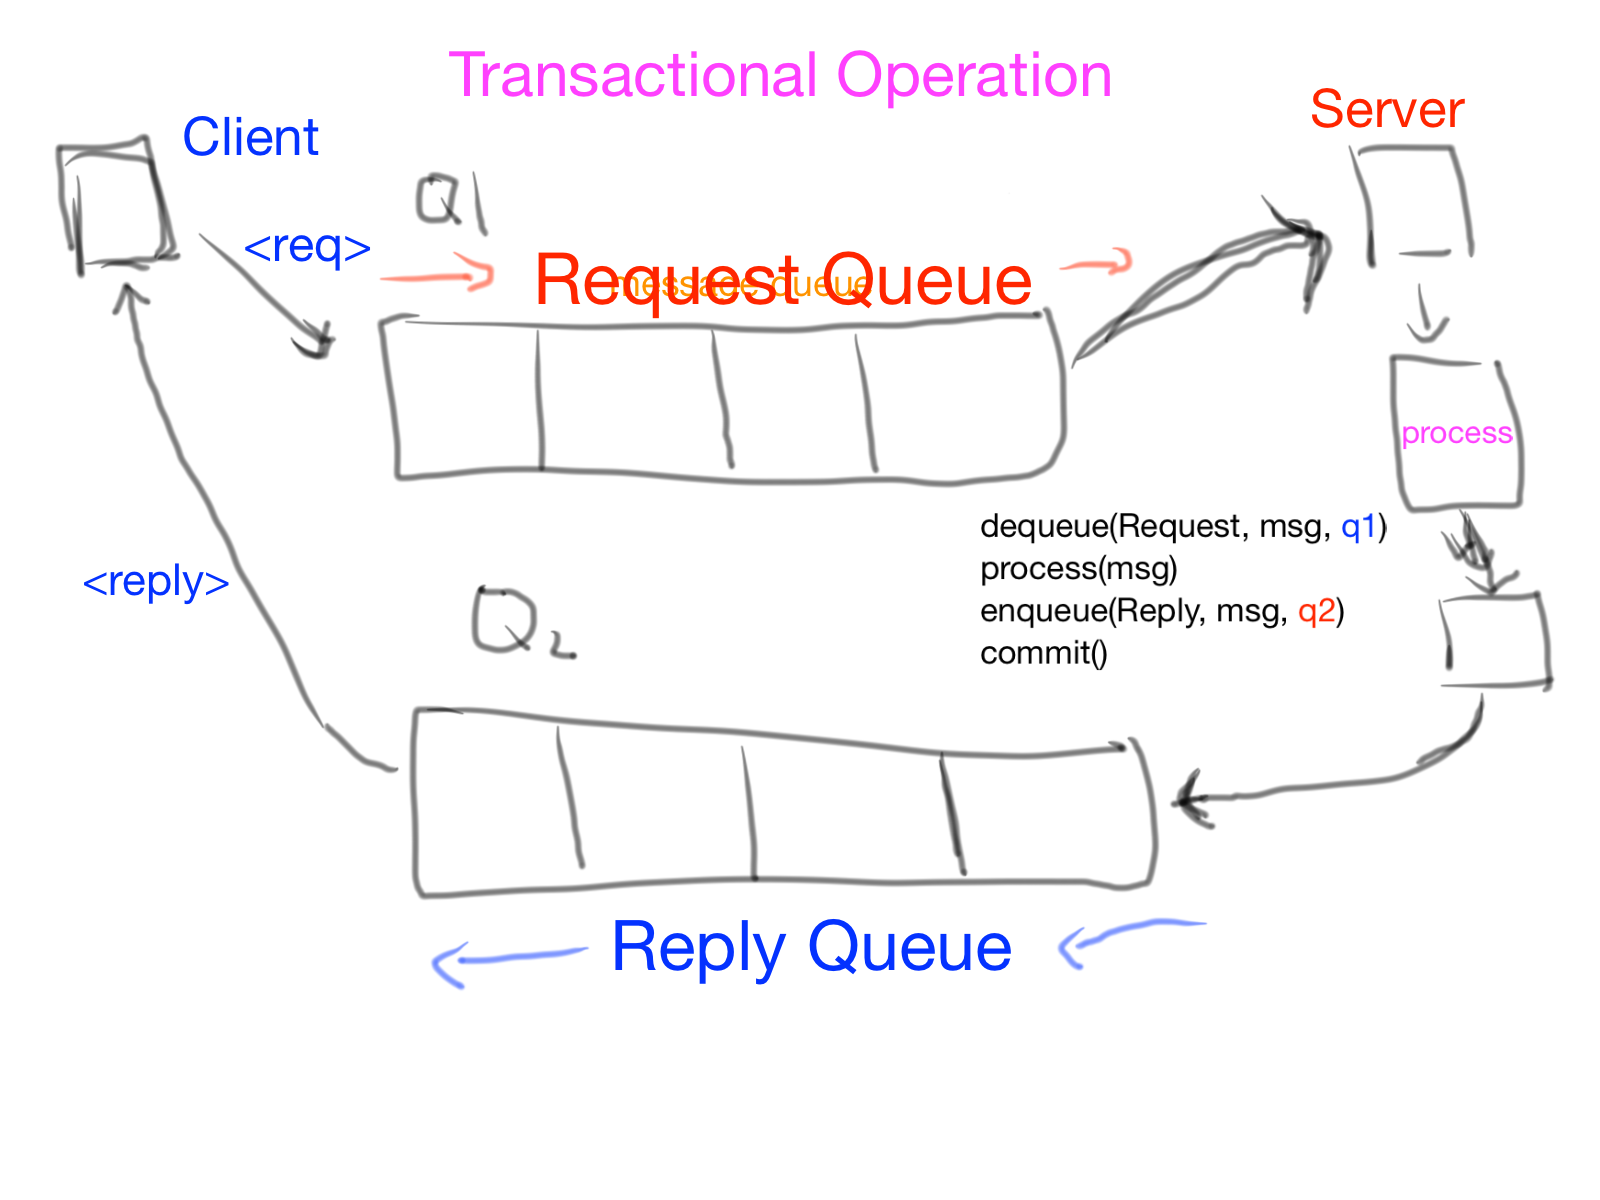 Transactional Operation
Client
Server
Q1
<req>
Request Queue
message queue
process
dequeue(Request, msg, q1)
process(msg)
enqueue(Reply, msg, q2)
commit()
<reply>
Q2
Reply Queue